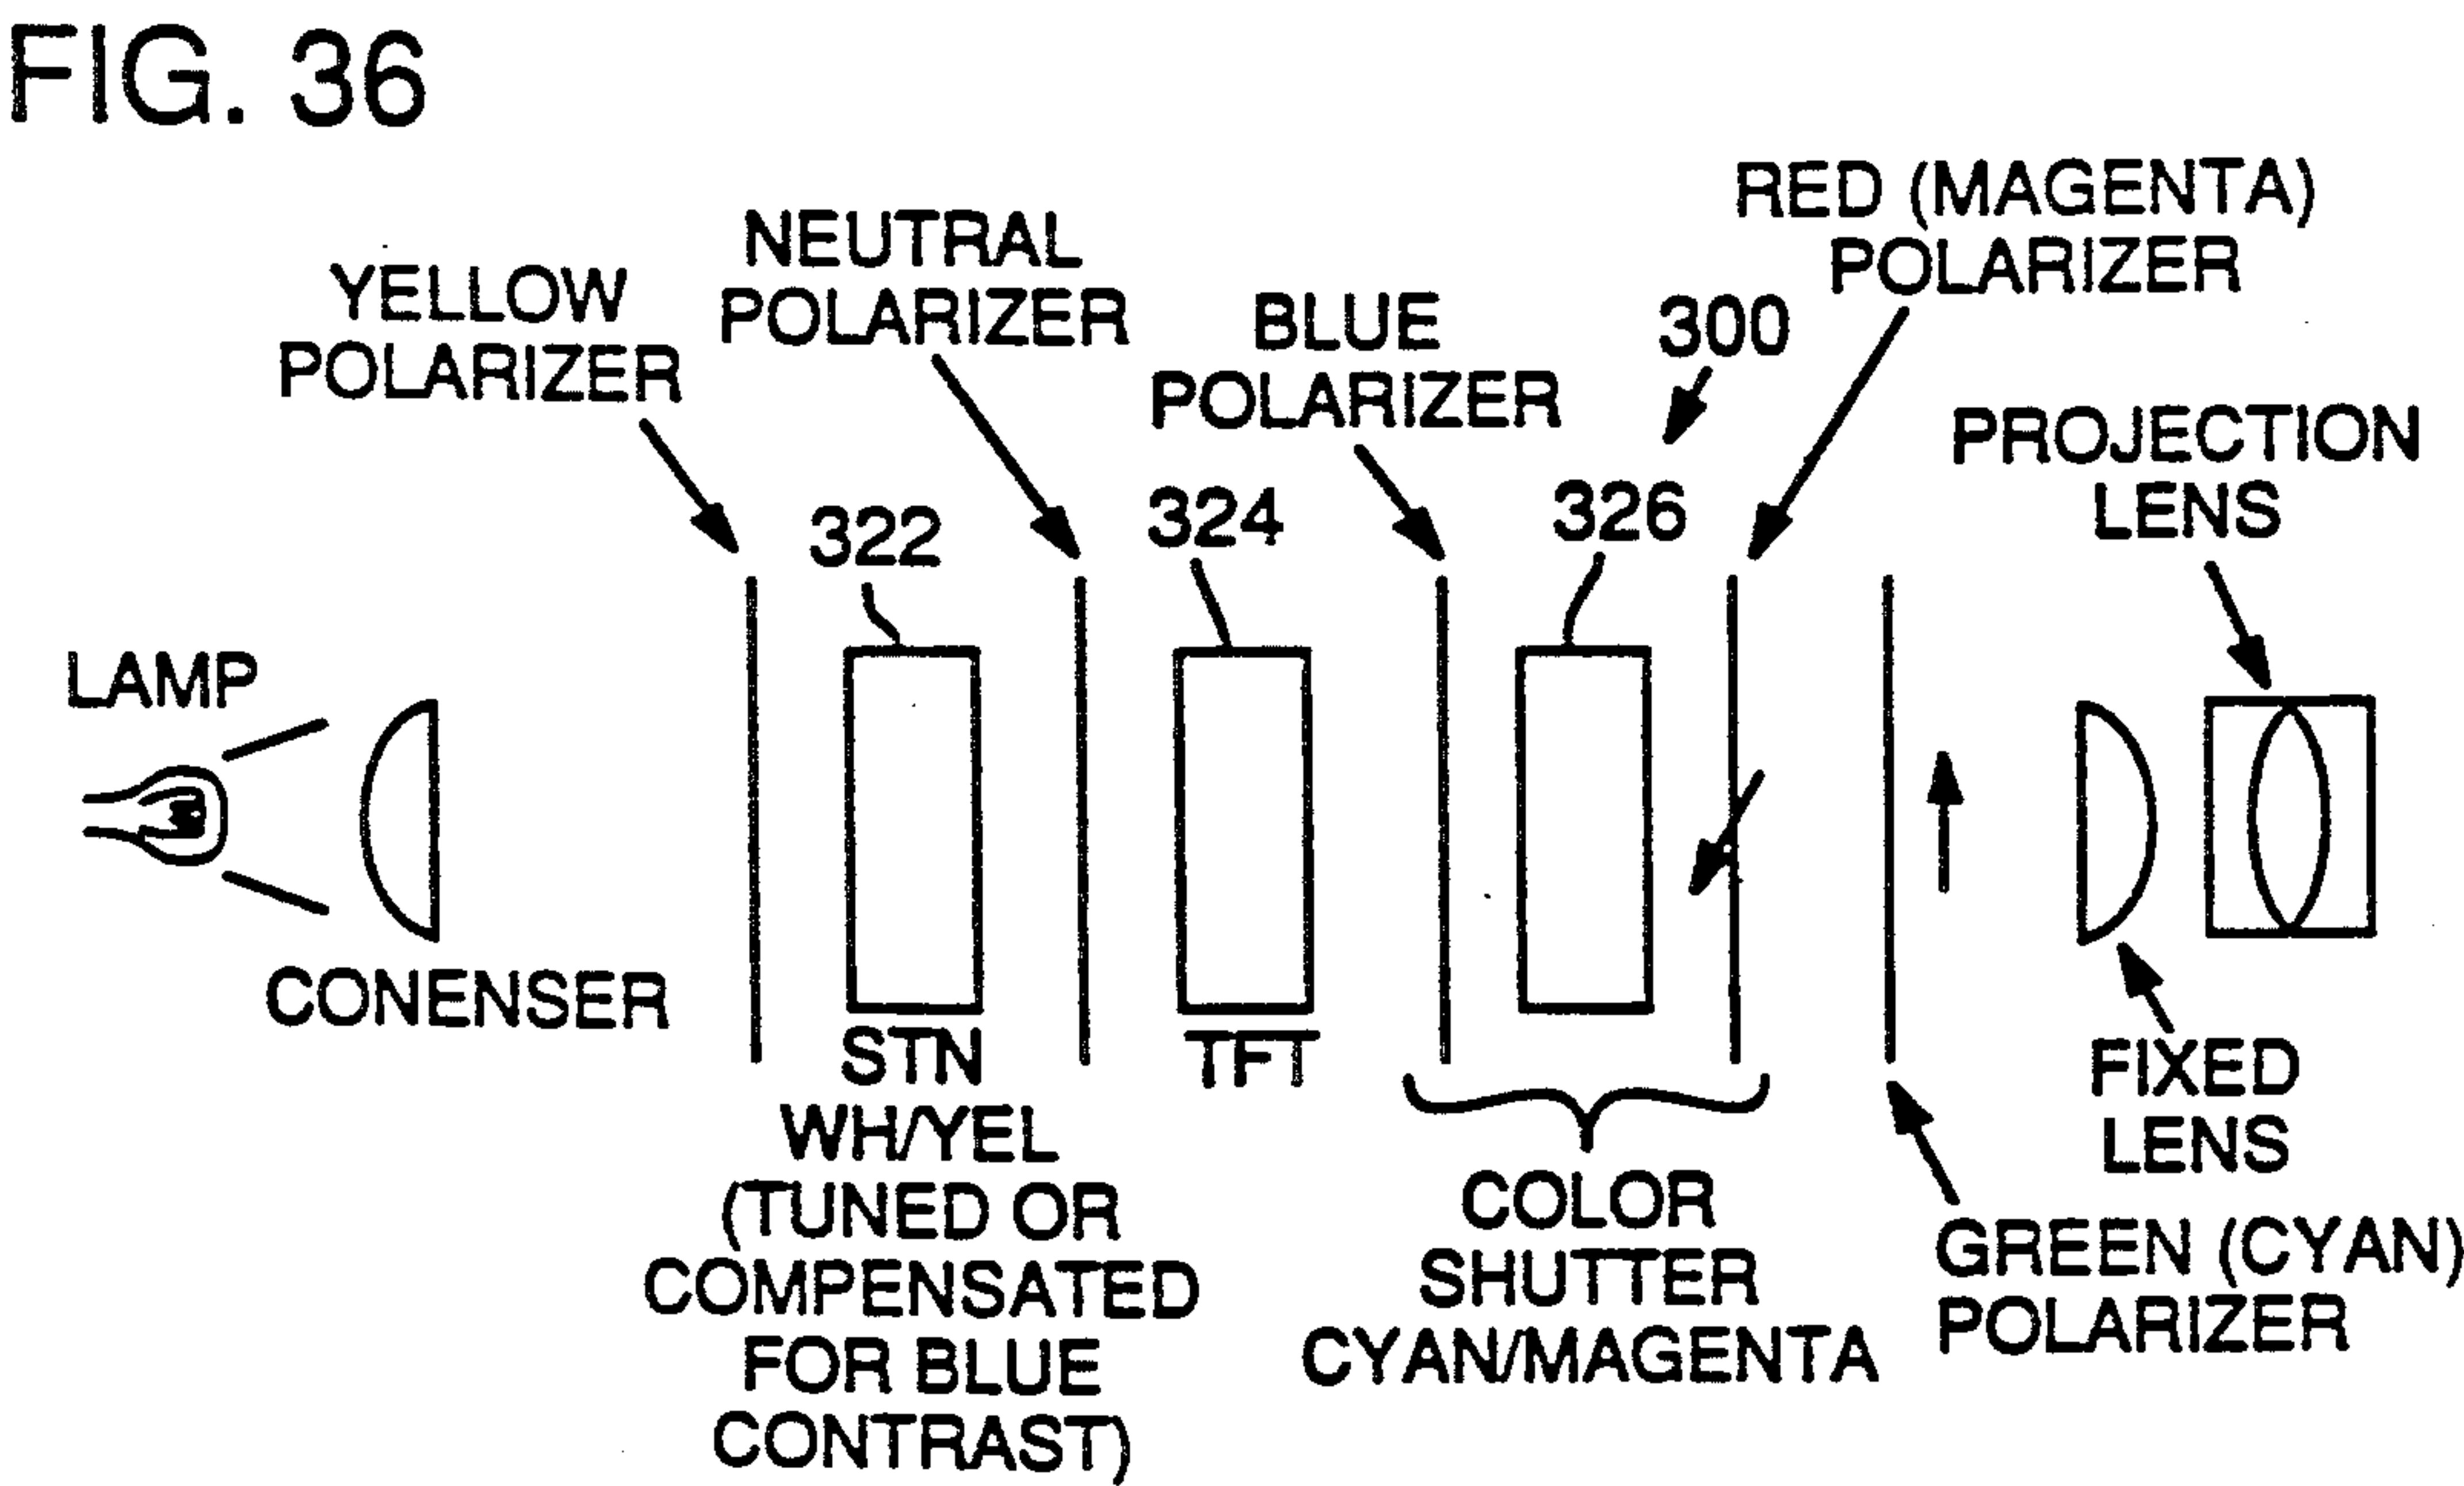 FIG. 36
RED (MAGENTA)
POLARIZER
NEUTRAL
POLARIZER
YELLOW
POLARIZER
BLUE
POLARIZER
300
PROJECTION
LENS
322
324
326
LAMP
CONENSER
STN
WH/YEL
(TUNED OR
COMPENSATED
FOR BLUE
CONTRAST)
TFT
COLOR
SHUTTER
CYAN/MAGENTA
FIXED
LENS
GREEN (CYAN)
POLARIZER